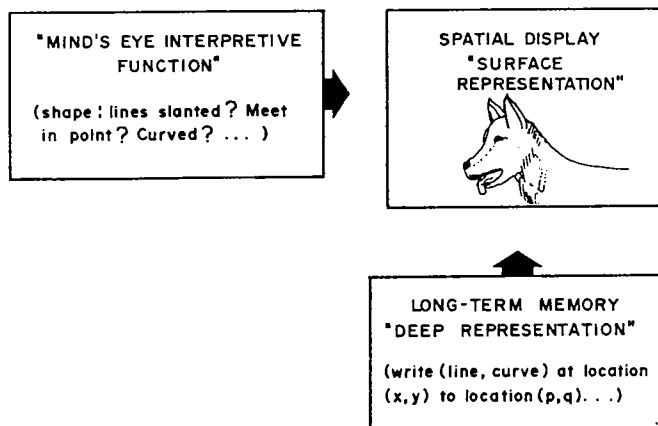 "MIND'S EYE INTERPRETIVE
FUNCTION"
(shape: lines slanted? Meet
in point? Curved? ... )
SPATIAL DISPLAY
"SURFACE
REPRESENTATION"
LONG-TERM MEMORY
"DEEP REPRESENTATION"
(write (line, curve) at location
(x,y) to location (p,q)...)